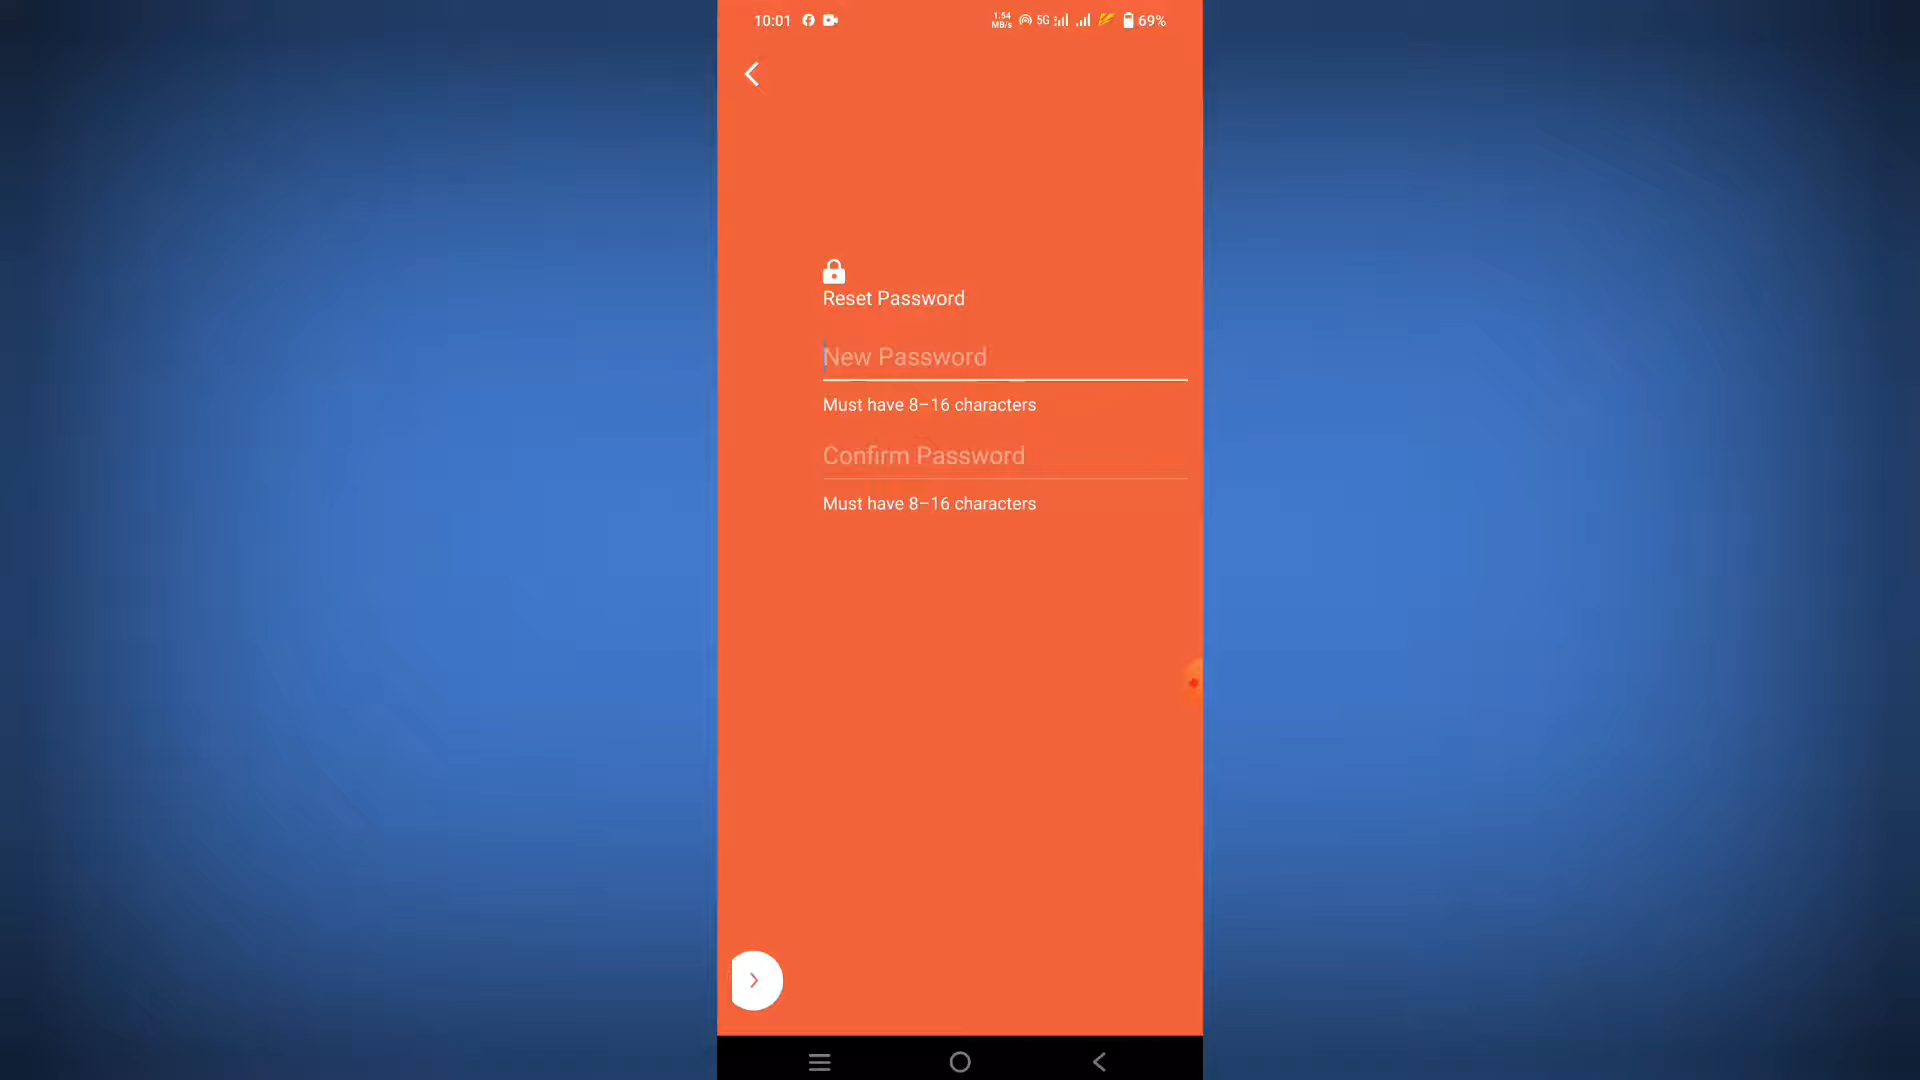 10:01 1.54 MB/s 5G 69%
Reset Password
New Password
Must have 8–16 characters
Confirm Password
Must have 8–16 characters